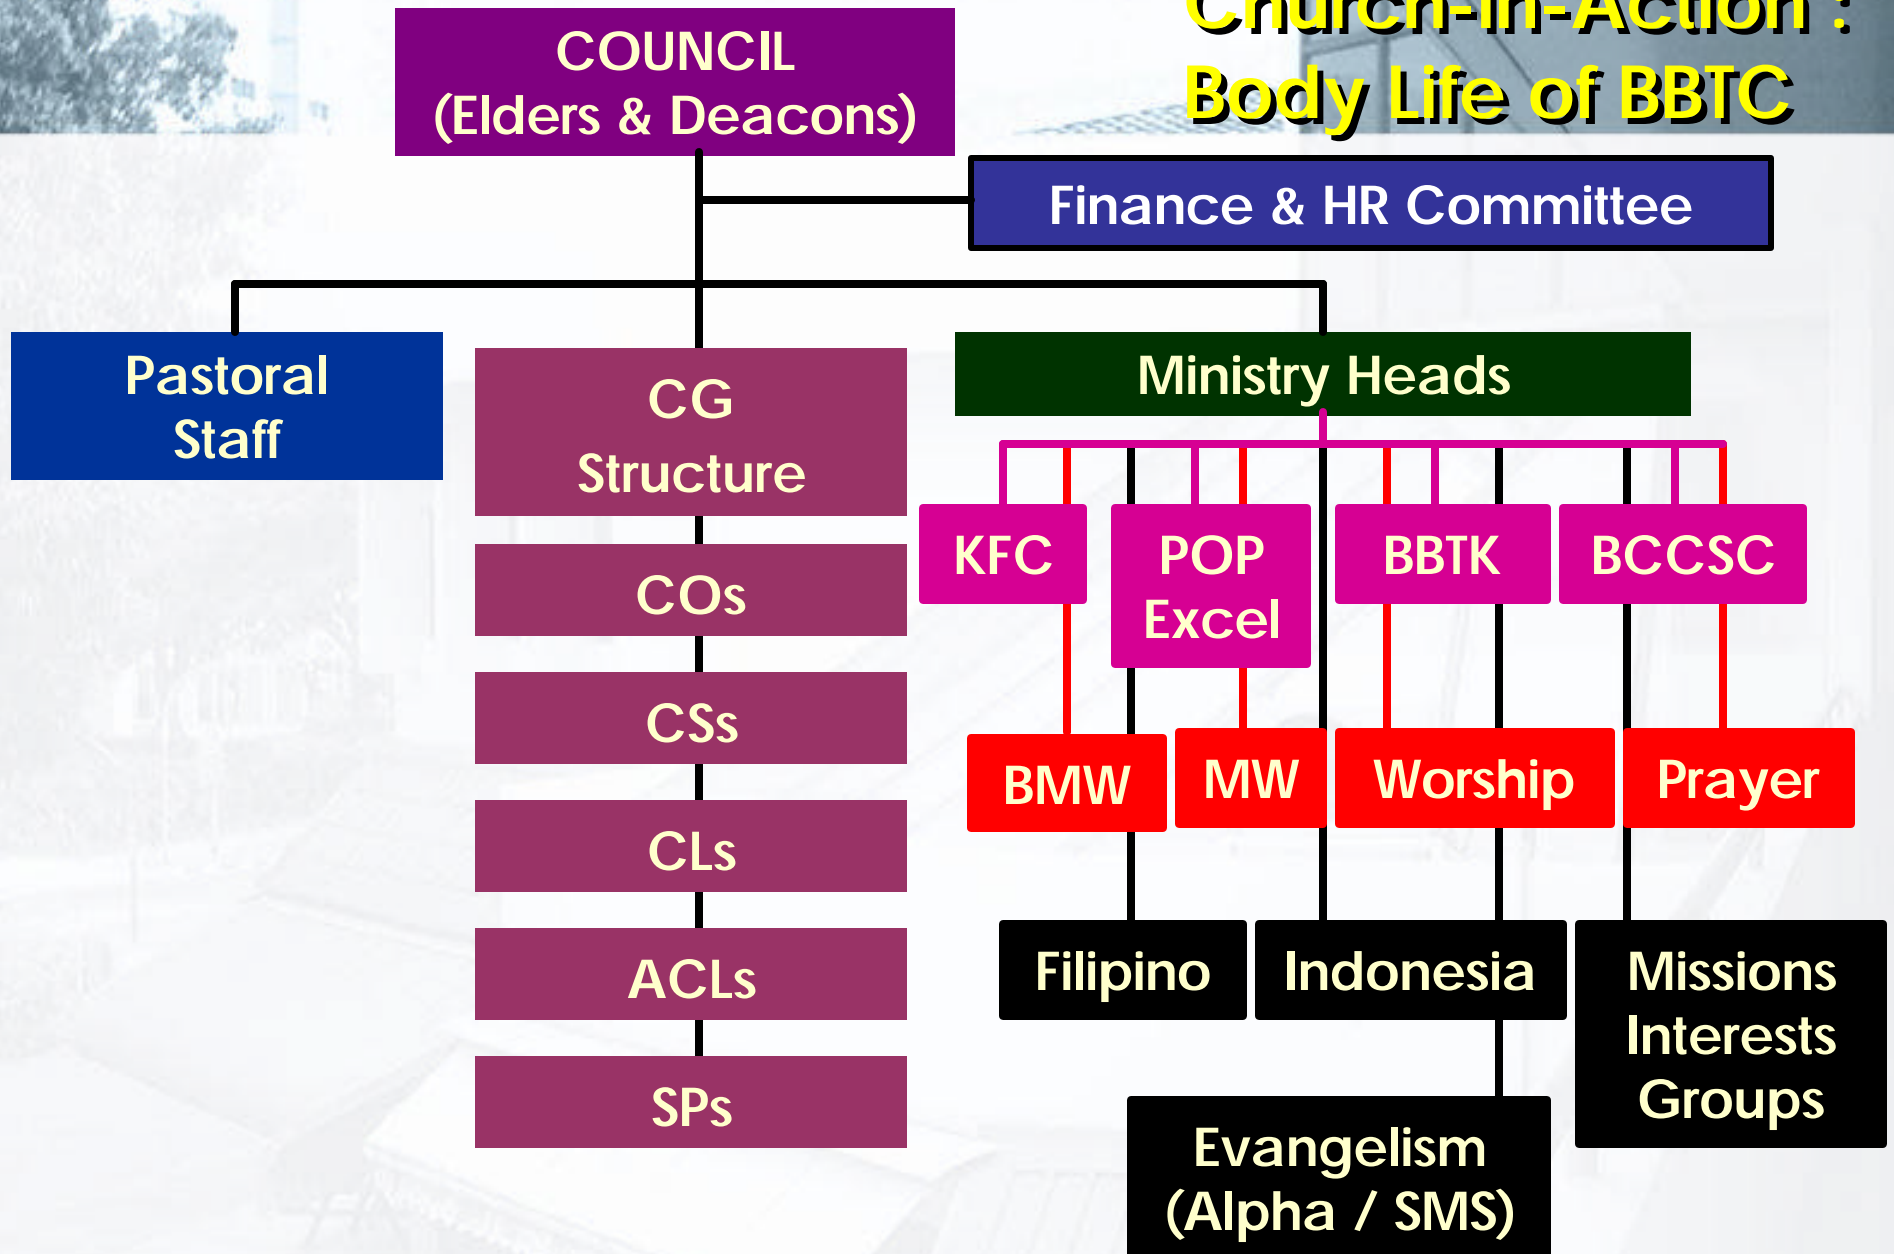 Church-in-Action :
Body Life of BBTC
COUNCIL
(Elders & Deacons)
Finance & HR Committee
Pastoral
Staff
CG
Structure
COs
CSs
CLs
ACLs
SPs
Ministry Heads
KFC
POP
Excel
BBTK
BCCSC
BMW
MW
Worship
Prayer
Filipino
Indonesia
Missions
Interests
Groups
Evangelism
(Alpha / SMS)